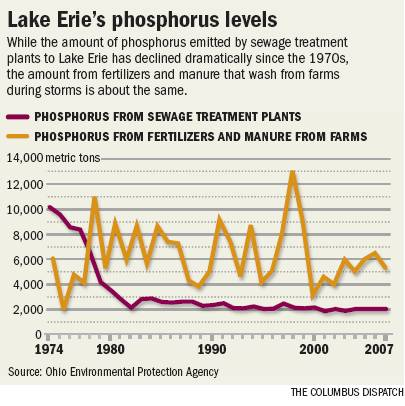 Lake Erie's phosphorus levels
While the amount of phosphorus emitted by sewage treatment
plants to Lake Erie has declined dramatically since the 1970s,
the amount from fertilizers and manure that wash from farms
during storms is about the same.
PHOSPHORUS FROM SEWAGE TREATMENT PLANTS
PHOSPHORUS FROM FERTILIZERS AND MANURE FROM FARMS
14,000 metric tons
12,000
10,000
8,000
6,000
4,000
2,000
0
1974 1980 1990 2000 2007
Source: Ohio Environmental Protection Agency
THE COLUMBUS DISPATCH